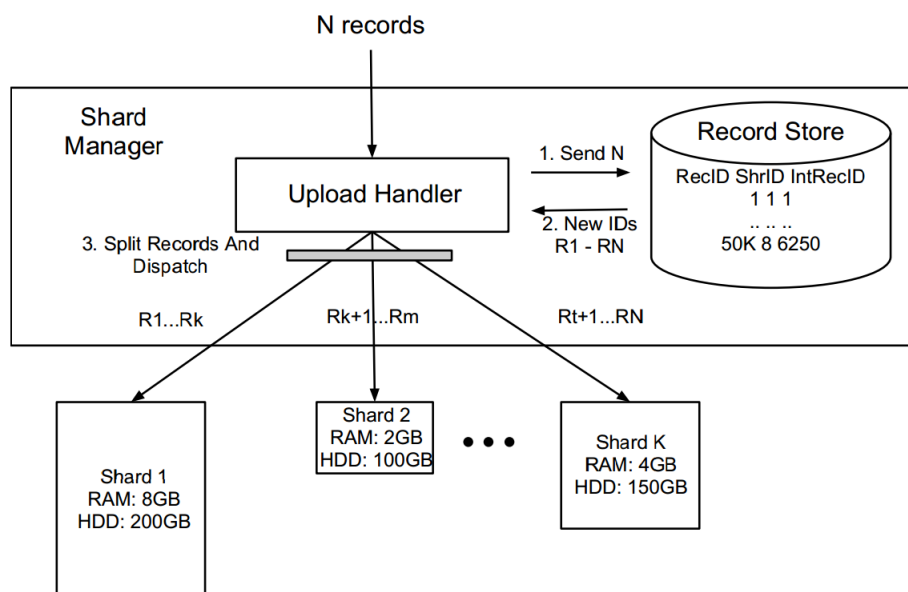 N records
Shard
Manager
Record Store
1. Send N
RecID ShrID IntRecID
1 1 1
.. .. ..
50K 8 6250
Upload Handler
2. New IDs
R1 - RN
3. Split Records And
Dispatch
R1...Rk
Rk+1...Rm
Rt+1...RN
Shard 1
RAM: 8GB
HDD: 200GB
Shard 2
RAM: 2GB
HDD: 100GB
Shard K
RAM: 4GB
HDD: 150GB